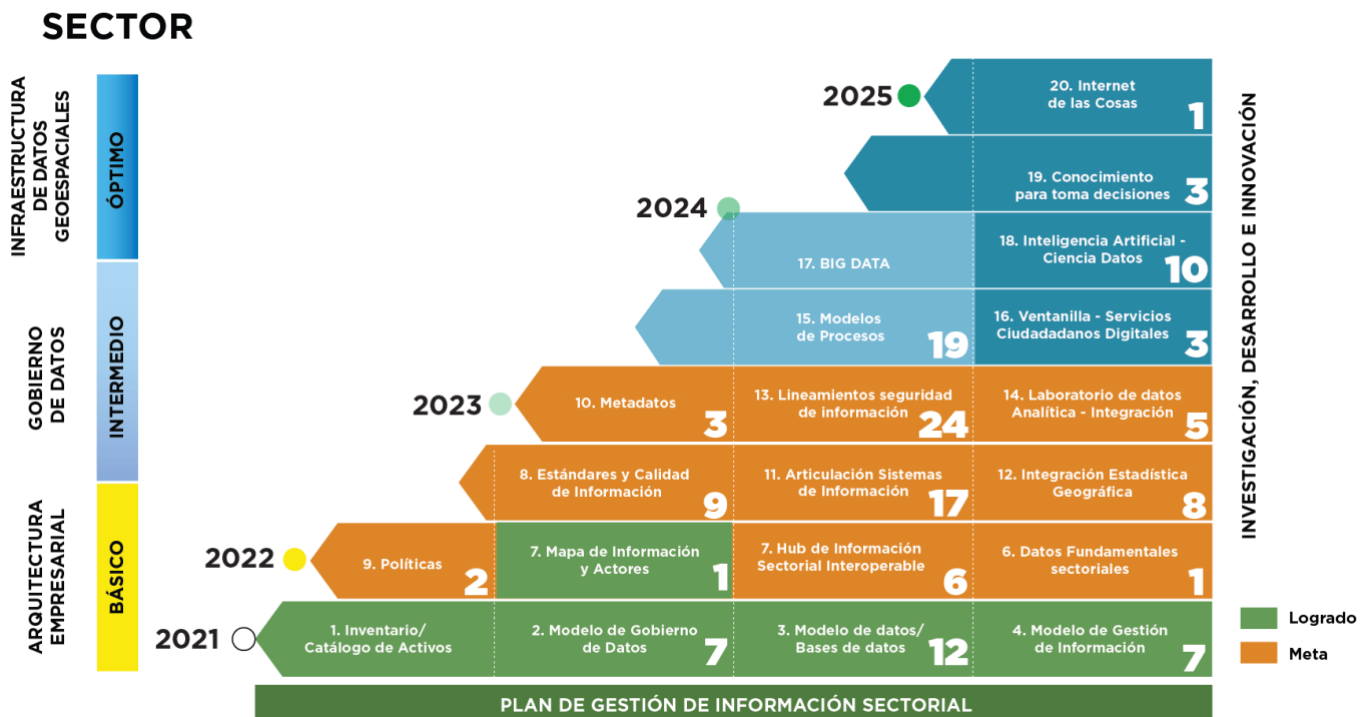 SECTOR
INFRAESTRUCTURA
DE DATOS
GEOESPACIALES
GOBIERNO
DE DATOS
ARQUITECTURA
EMPRESARIAL
ÓPTIMO
INTERMEDIO
BÁSICO
2025
20. Internet
de las Cosas
1
19. Conocimiento
para toma decisiones
3
2024
17. BIG DATA
18. Inteligencia Artificial -
Ciencia Datos
10
15. Modelos
de Procesos
19
16. Ventanilla - Servicios
Ciudadadanos Digitales
3
2023
10. Metadatos
3
13. Lineamientos seguridad
de información
24
14. Laboratorio de datos
Analítica - Integración
5
8. Estándares y Calidad
de Información
9
11. Articulación Sistemas
de Información
17
12. Integración Estadística
Geográfica
8
2022
9. Políticas
2
7. Mapa de Información
y Actores
1
7. Hub de Información
Sectorial Interoperable
6
6. Datos Fundamentales
sectoriales
1
2021
1. Inventario/
Catálogo de Activos
2. Modelo de Gobierno
de Datos
7
3. Modelo de datos/
Bases de datos
12
4. Modelo de Gestión
de Información
7
PLAN DE GESTIÓN DE INFORMACIÓN SECTORIAL
INVESTIGACIÓN, DESARROLLO E INNOVACIÓN
Logrado
Meta